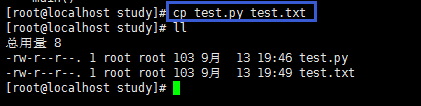 [root@localhost study]# cp test.py test.txt
[root@localhost study]# ll
总用量 8
-rw-r--r--. 1 root root 103 9月  13 19:46 test.py
-rw-r--r--. 1 root root 103 9月  13 19:49 test.txt
[root@localhost study]#